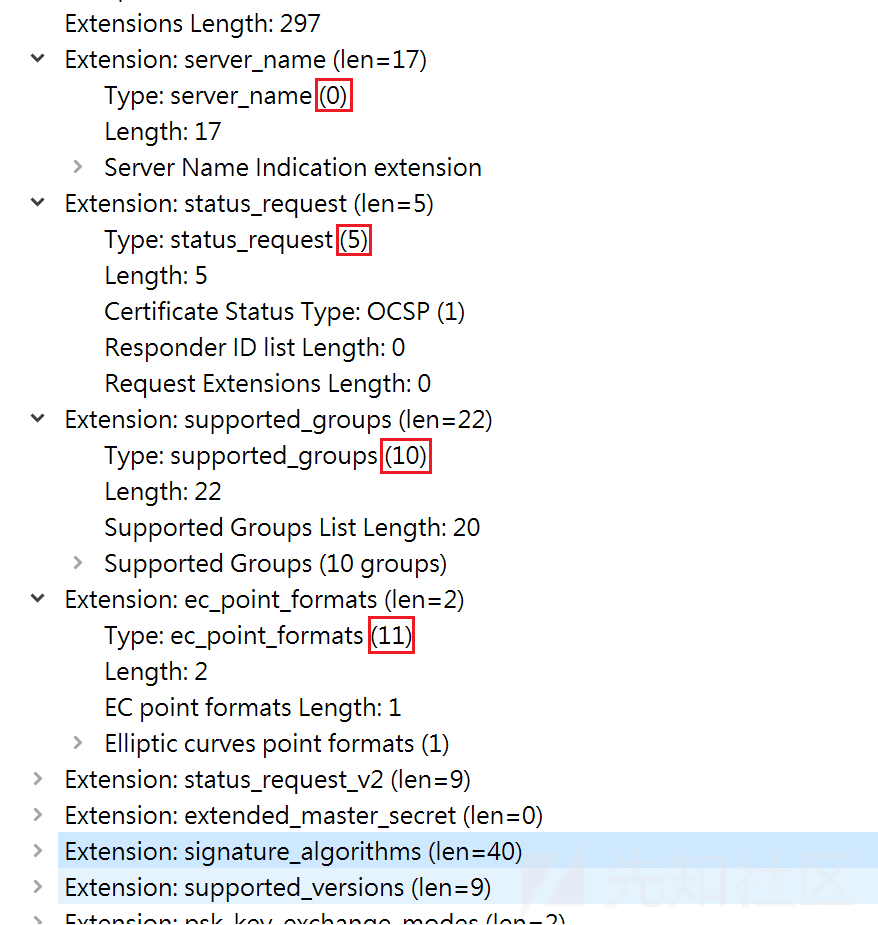 Extensions Length: 297
Extension: server_name (len=17)
Type: server_name (0)
Length: 17
Server Name Indication extension
Extension: status_request (len=5)
Type: status_request (5)
Length: 5
Certificate Status Type: OCSP (1)
Responder ID list Length: 0
Request Extensions Length: 0
Extension: supported_groups (len=22)
Type: supported_groups (10)
Length: 22
Supported Groups List Length: 20
Supported Groups (10 groups)
Extension: ec_point_formats (len=2)
Type: ec_point_formats (11)
Length: 2
EC point formats Length: 1
Elliptic curves point formats (1)
Extension: status_request_v2 (len=9)
Extension: extended_master_secret (len=0)
Extension: signature_algorithms (len=40)
Extension: supported_versions (len=9)
先知社区
Extension: psk_key_exchange_modes (len=2)